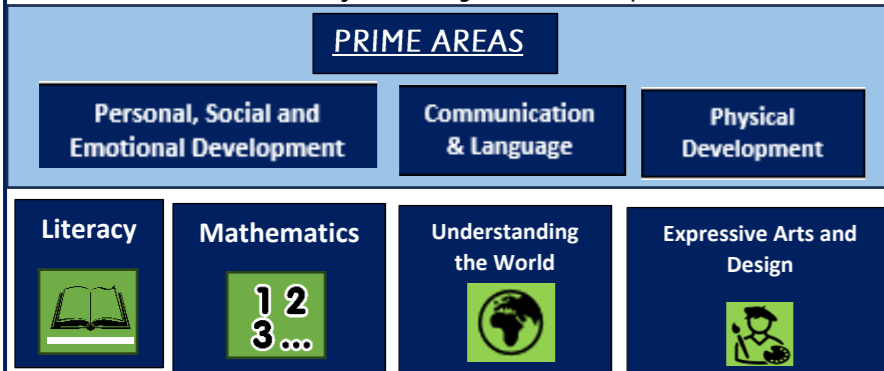 PRIME AREAS
Personal, Social and
Emotional Development
Communication
& Language
Physical
Development
Literacy
Mathematics
Understanding
the World
Expressive Arts and
Design
1 2
3 ...